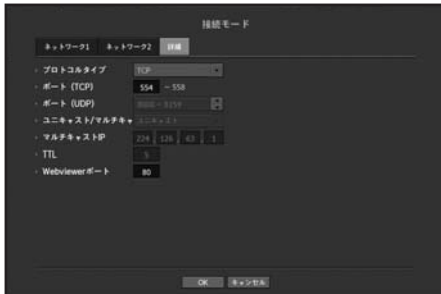 接続モード
ネットワーク1 ネットワーク2 詳細
プロトコルタイプ TCP
ポート (TCP) 554 ~ 558
ポート (UDP) 8000 ~ 8159
ユニキャスト/マルチキャ ユニキャスト
マルチキャストIP 224 126 63 1
TTL 5
Webviewerポート 80
OK キャンセル